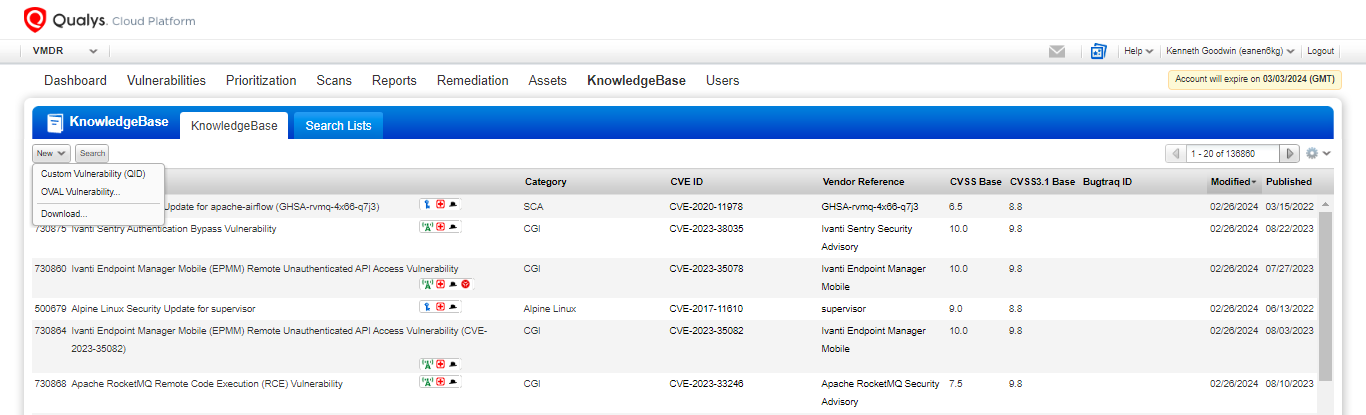 Qualys. Cloud Platform
VMDR
Help Kenneth Goodwin (eanen6kg) Logout
Dashboard Vulnerabilities Prioritization Scans Reports Remediation Assets KnowledgeBase Users
Account will expire on 03/03/2024 (GMT)
KnowledgeBase KnowledgeBase Search Lists
New Search
1 - 20 of 136860
Custom Vulnerability (QID)
OVAL Vulnerability...
Download...
Category CVE ID Vendor Reference CVSS Base CVSS3.1 Base Bugtraq ID Modified Published
Update for apache-airflow (GHSA-rvmq-4x66-q7j3) SCA CVE-2020-11978 GHSA-rvmq-4x66-q7j3 6.5 8.8 02/26/2024 03/15/2022
730875 Ivanti Sentry Authentication Bypass Vulnerability CGI CVE-2023-38035 Ivanti Sentry Security 10.0 9.8 02/26/2024 08/22/2023
Advisory
730860 Ivanti Endpoint Manager Mobile (EPMM) Remote Unauthenticated API Access Vulnerability CGI CVE-2023-35078 Ivanti Endpoint Manager 10.0 9.8 02/26/2024 07/27/2023
Mobile
500679 Alpine Linux Security Update for supervisor Alpine Linux CVE-2017-11610 supervisor 9.0 8.8 02/26/2024 06/13/2022
730864 Ivanti Endpoint Manager Mobile (EPMM) Remote Unauthenticated API Access Vulnerability (CVE- CGI CVE-2023-35082 Ivanti Endpoint Manager 10.0 9.8 02/26/2024 08/03/2023
2023-35082) Mobile
730868 Apache RocketMQ Remote Code Execution (RCE) Vulnerability CGI CVE-2023-33246 Apache RocketMQ Security 7.5 9.8 02/26/2024 08/10/2023
Advisory